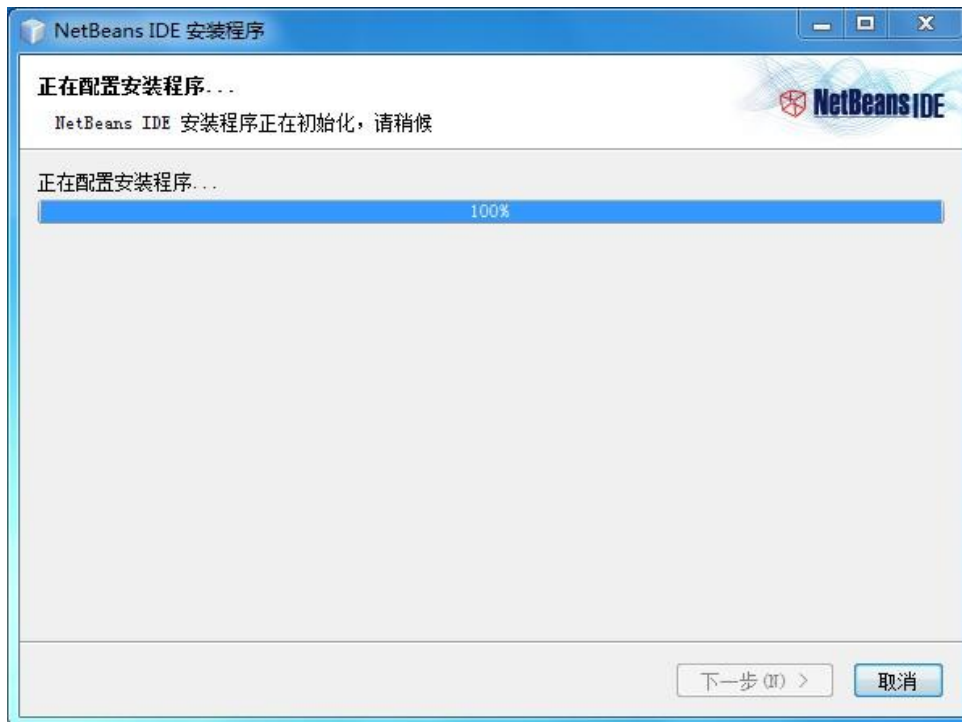 NetBeans IDE 安装程序
正在配置安装程序...
NetBeans IDE
NetBeans IDE 安装程序正在初始化，请稍候
正在配置安装程序...
100%
下一步(N) >
取消